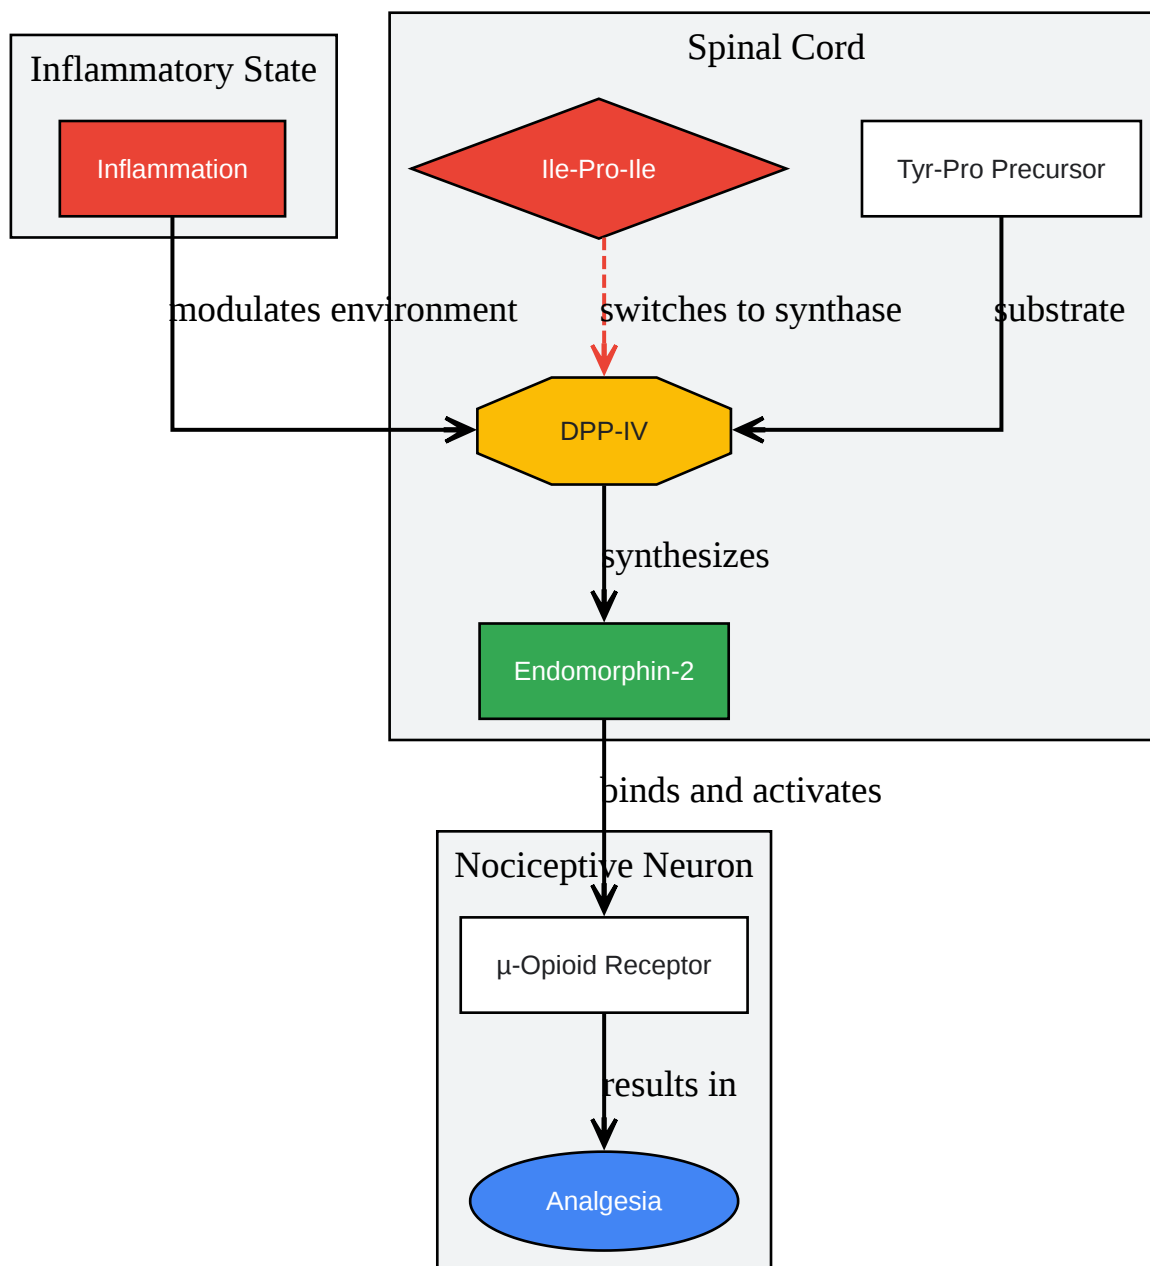 Spinal Cord
Inflammatory State
Inflammation
Ile-Pro-Ile
Tyr-Pro Precursor
modulates environment
switches to synthase
substrate
DPP-IV
synthesizes
Endomorphin-2
binds and activates
Nociceptive Neuron
µ-Opioid Receptor
results in
Analgesia